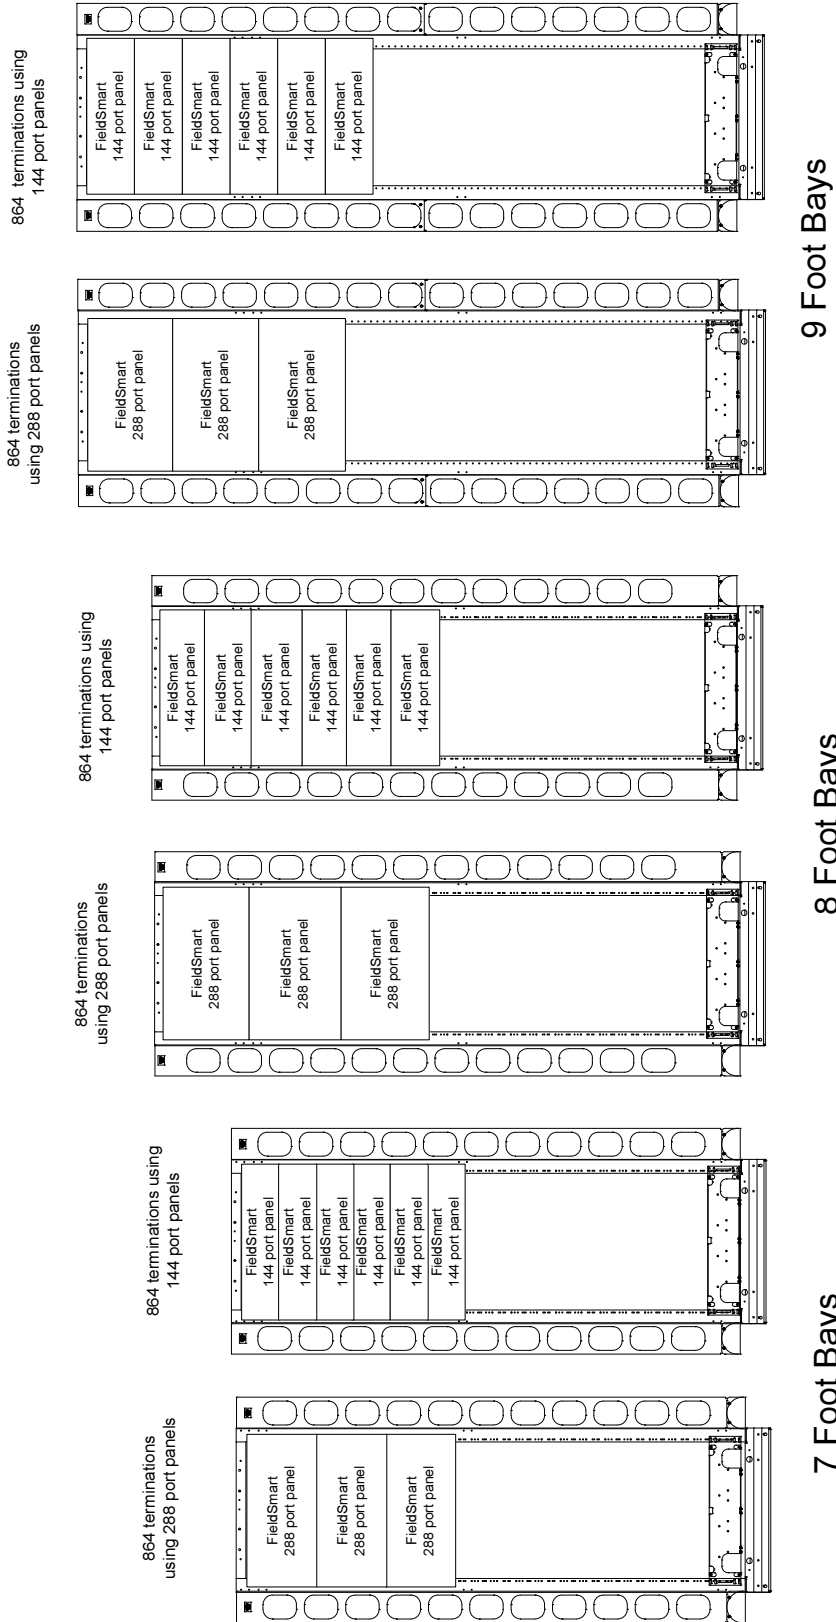 864 terminations
using 288 port panels
FieldSmart
288 port panel
FieldSmart
288 port panel
FieldSmart
288 port panel
864 terminations using
144 port panels
FieldSmart
144 port panel
FieldSmart
144 port panel
FieldSmart
144 port panel
FieldSmart
144 port panel
FieldSmart
144 port panel
FieldSmart
144 port panel
7 Foot Bays
864 terminations
using 288 port panels
FieldSmart
288 port panel
FieldSmart
288 port panel
FieldSmart
288 port panel
864 terminations using
144 port panels
FieldSmart
144 port panel
FieldSmart
144 port panel
FieldSmart
144 port panel
FieldSmart
144 port panel
FieldSmart
144 port panel
FieldSmart
144 port panel
8 Foot Bays
864 terminations
using 288 port panels
FieldSmart
288 port panel
FieldSmart
288 port panel
FieldSmart
288 port panel
864 terminations using
144 port panels
FieldSmart
144 port panel
FieldSmart
144 port panel
FieldSmart
144 port panel
FieldSmart
144 port panel
FieldSmart
144 port panel
FieldSmart
144 port panel
9 Foot Bays